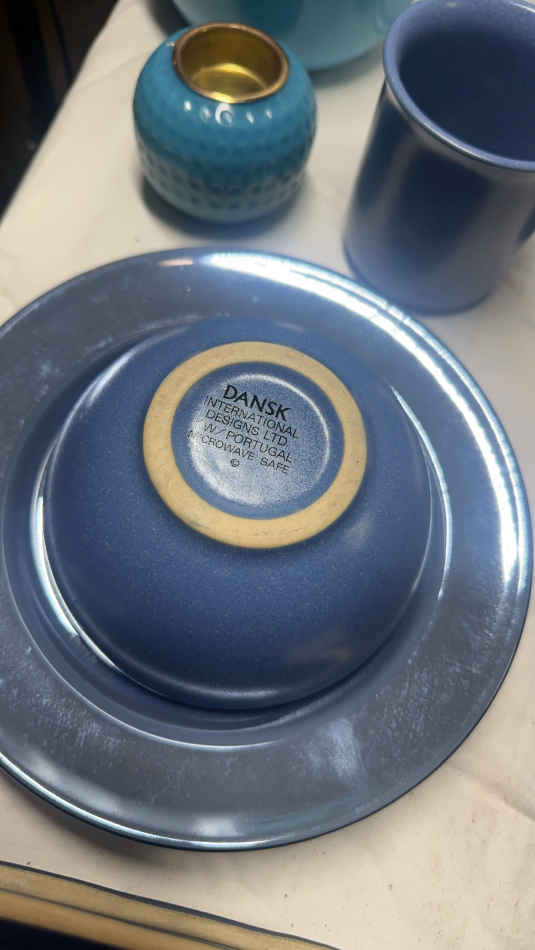 DANSK
INTERNATIONAL
DESIGNS LTD
W/ PORTUGAL
MICROWAVE SAFE
©